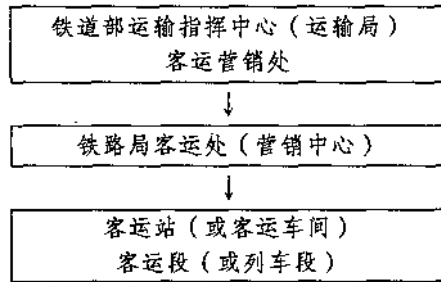 铁道部运输指挥中心（运输局）
客运营销处
铁路局客运处（营销中心）
客运站（或客运车间）
客运段（或列车段）